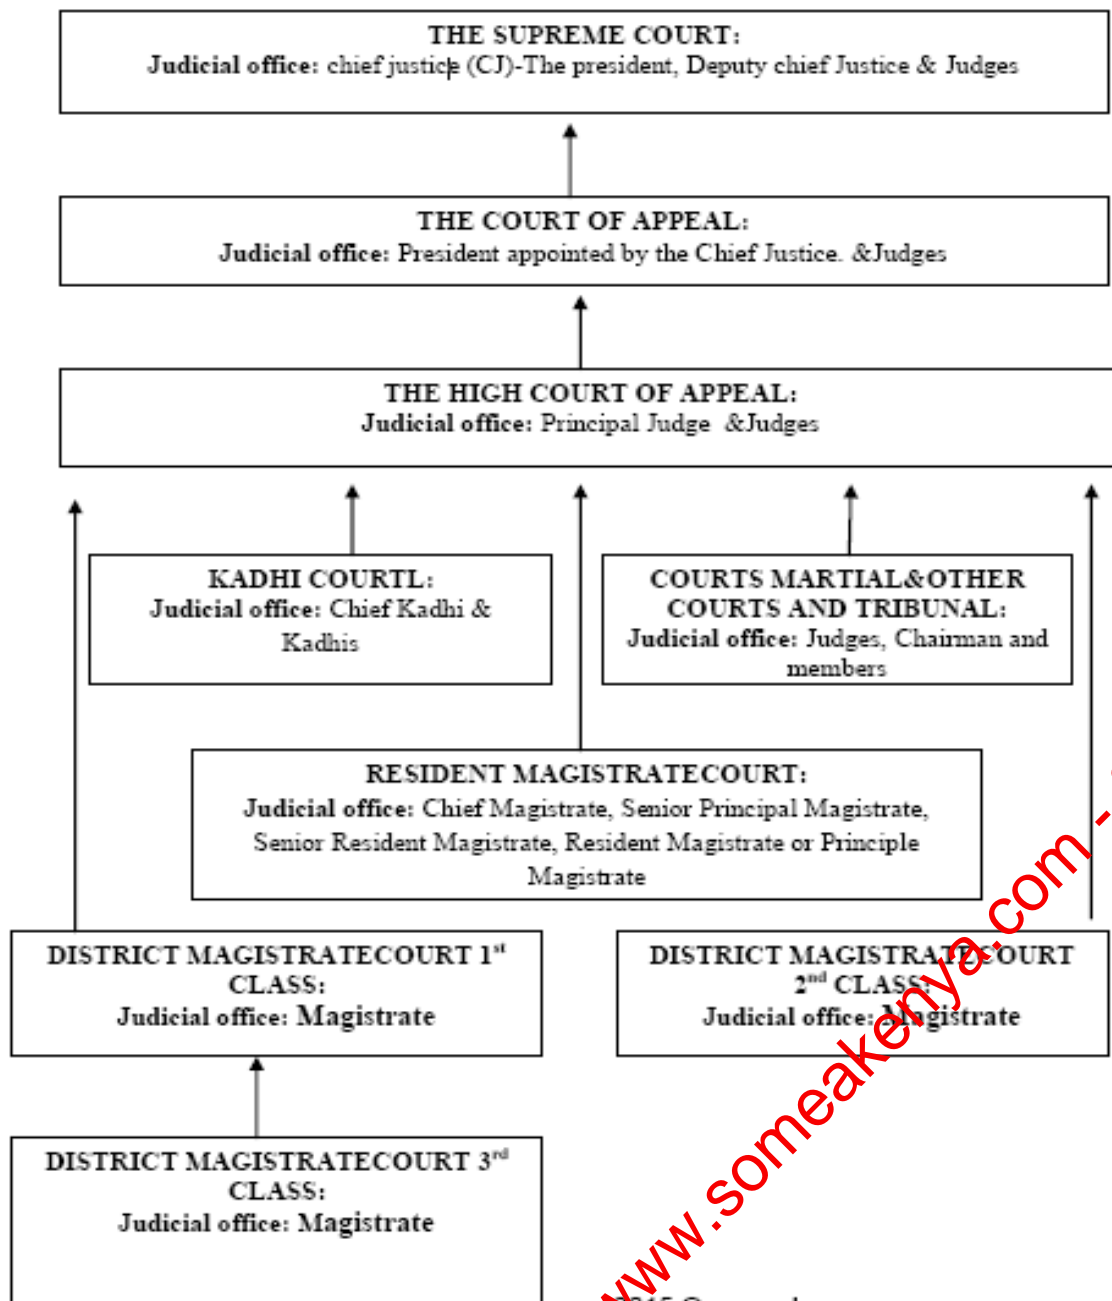 THE SUPREME COURT:
Judicial office: chief justice (CJ)-The president, Deputy chief Justice & Judges
THE COURT OF APPEAL:
Judicial office: President appointed by the Chief Justice. &Judges
THE HIGH COURT OF APPEAL:
Judicial office: Principal Judge &Judges
KADHI COURTL:
Judicial office: Chief Kadhi &
Kadhis
COURTS MARTIAL&OTHER
COURTS AND TRIBUNAL:
Judicial office: Judges, Chairman and
members
RESIDENT MAGISTRATECOURT:
Judicial office: Chief Magistrate, Senior Principal Magistrate,
Senior Resident Magistrate, Resident Magistrate or Principle
Magistrate
DISTRICT MAGISTRATECOURT 1st
CLASS:
Judicial office: Magistrate
DISTRICT MAGISTRATECOURT
2nd CLASS:
Judicial office: Magistrate
DISTRICT MAGISTRATECOURT 3rd
CLASS:
Judicial office: Magistrate
www.someakenya.com -